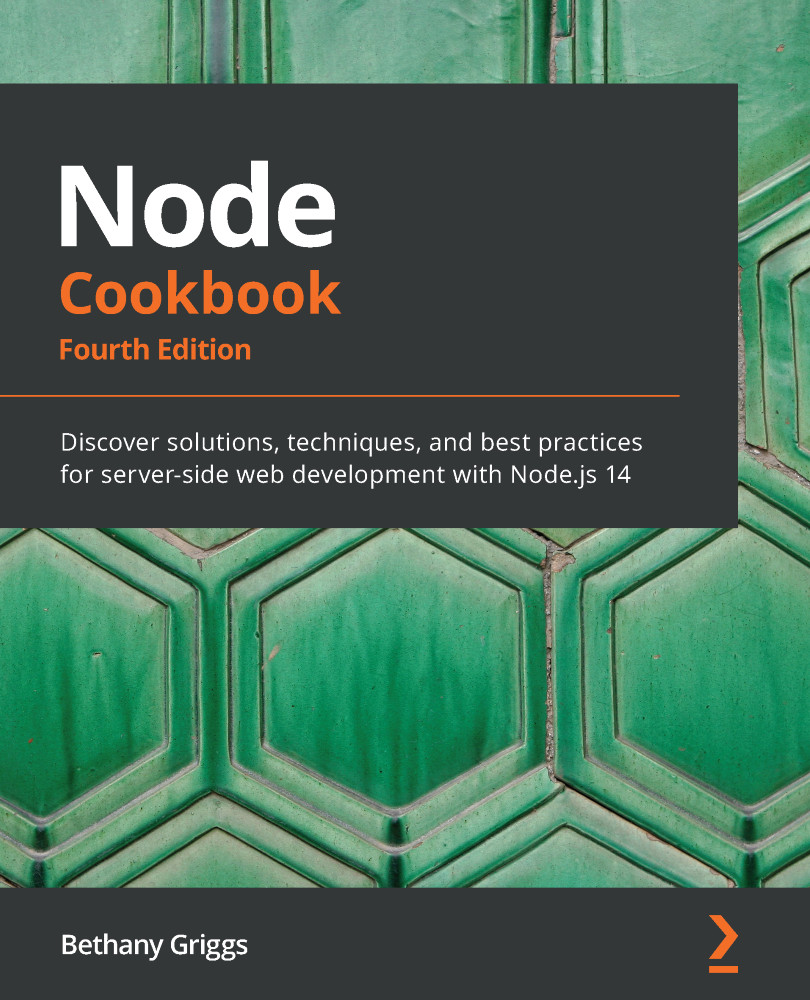 Node
Cookbook
Fourth Edition
Discover solutions, techniques, and best practices
for server-side web development with Node.js 14
Bethany Griggs